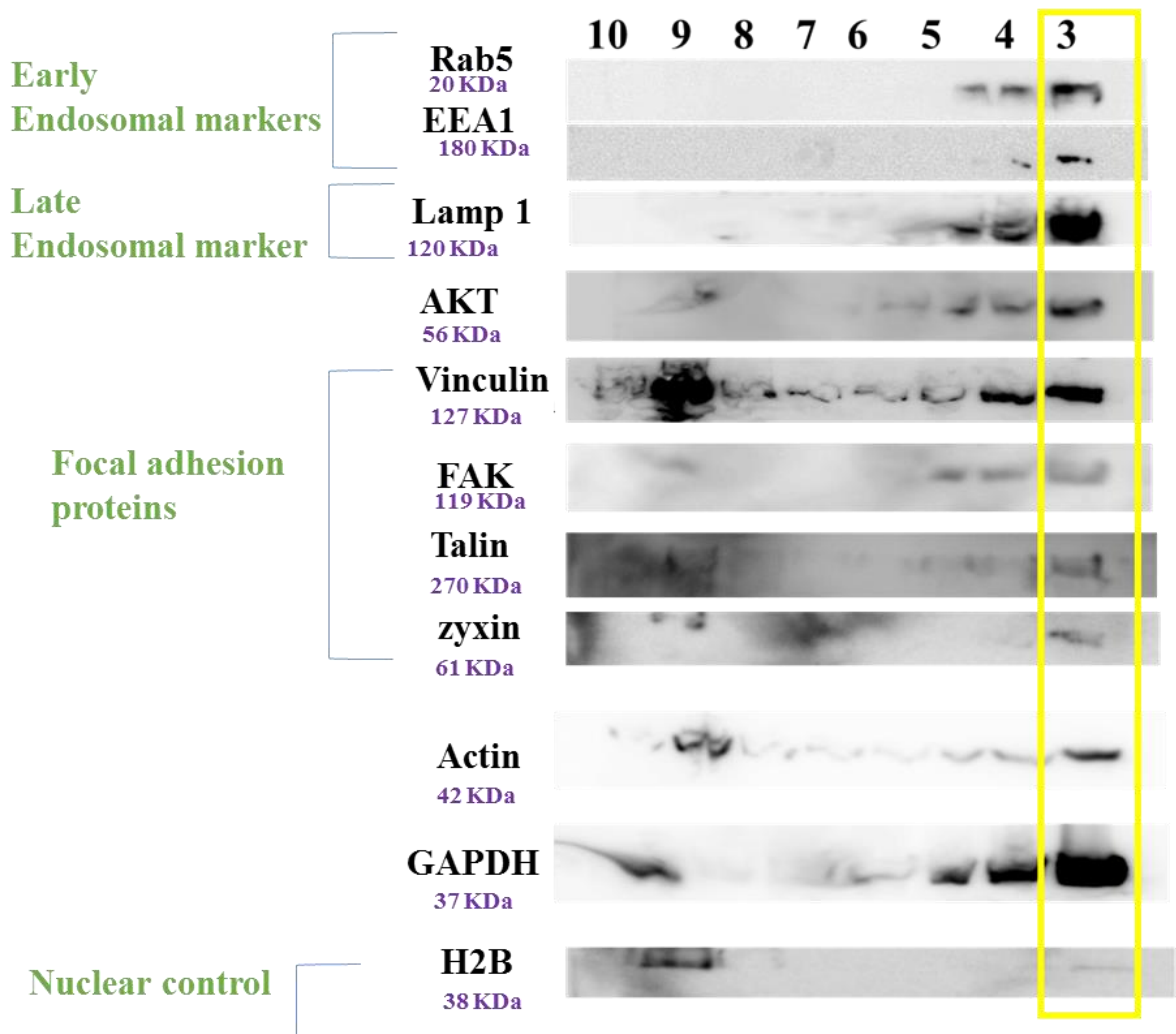 10 9 8 7 6 5 4 3
Early
Endosomal markers
Rab5
20 KDa
EEA1
180 KDa
Late
Endosomal marker
Lamp 1
120 KDa
AKT
56 KDa
Focal adhesion
proteins
Vinculin
127 KDa
FAK
119 KDa
Talin
270 KDa
zyxin
61 KDa
Actin
42 KDa
GAPDH
37 KDa
Nuclear control
H2B
38 KDa